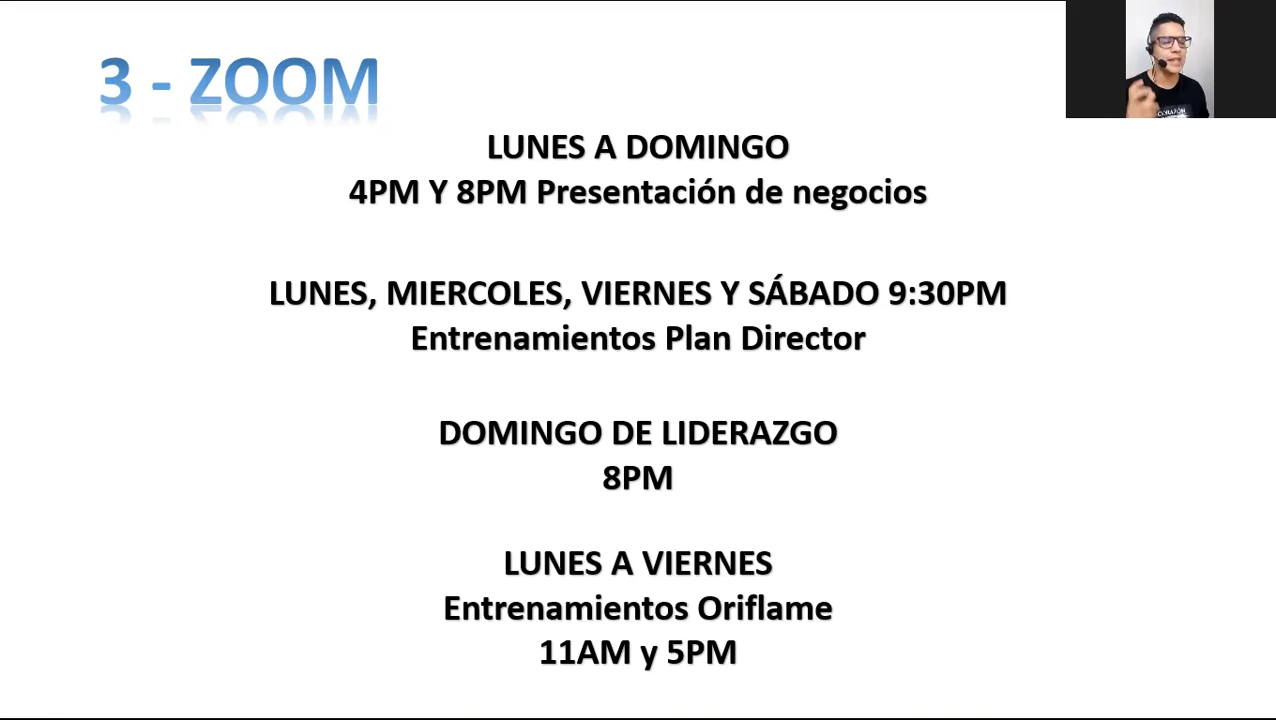 3 - ZOOM
LUNES A DOMINGO
4PM Y 8PM Presentación de negocios
LUNES, MIERCOLES, VIERNES Y SÁBADO 9:30PM
Entrenamientos Plan Director
DOMINGO DE LIDERAZGO
8PM
LUNES A VIERNES
Entrenamientos Oriflame
11AM y 5PM
CORAZÓN